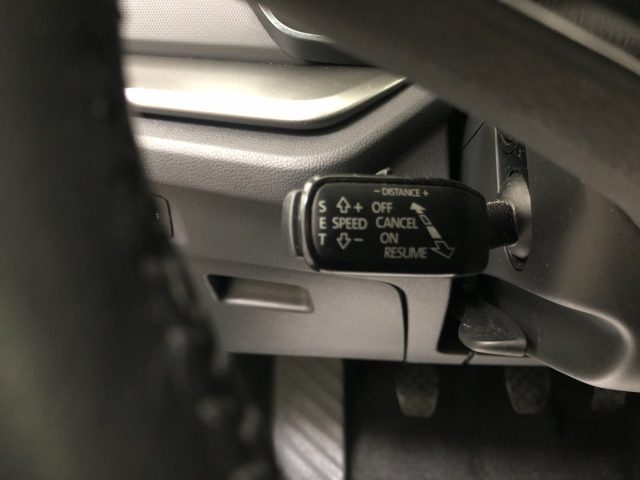 - DISTANCE +
S + OFF
E SPEED CANCEL
T - ON
RESUME